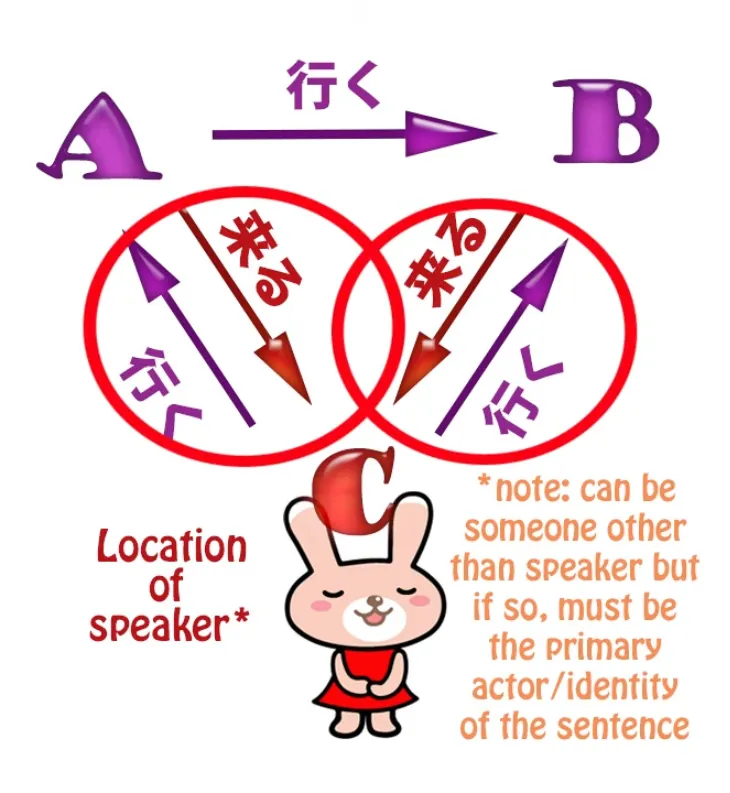 行く
A
B
来る
来る
行く
行く
C
Location
of
speaker*
*note: can be
someone other
than speaker but
if so, must be
the primary
actor/identity
of the sentence